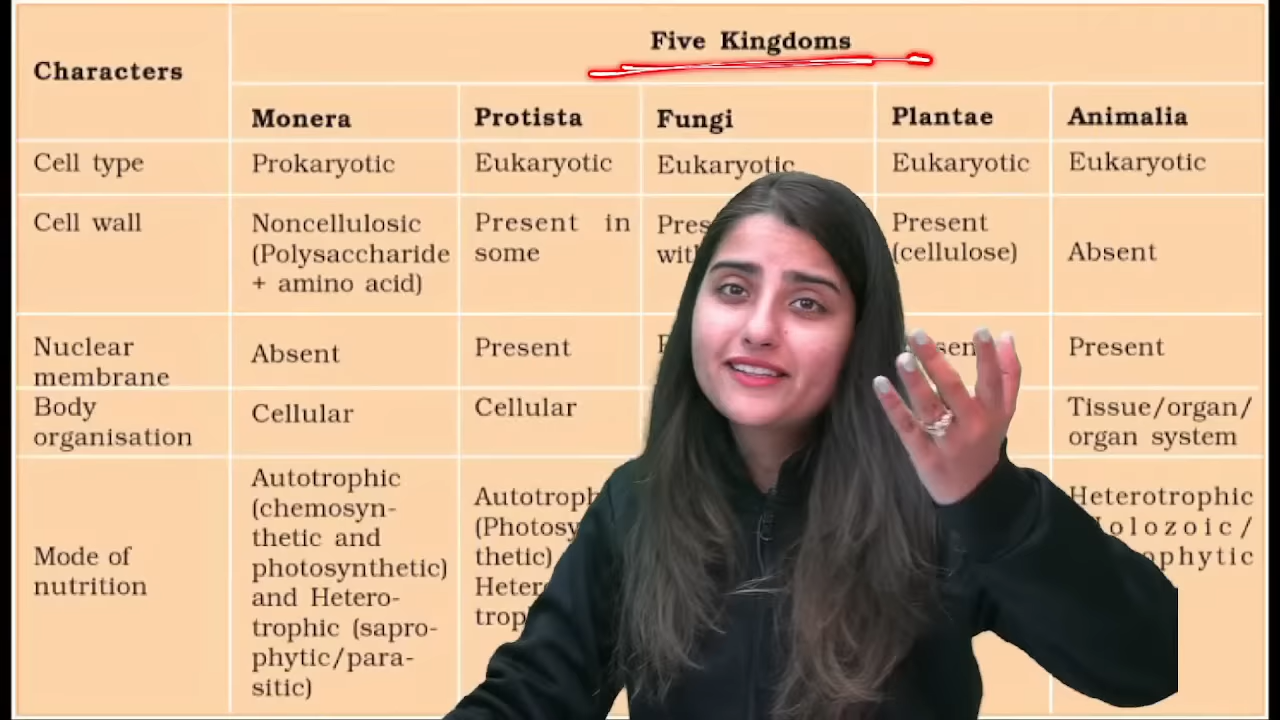 Five Kingdoms
Characters
Monera
Protista
Fungi
Plantae
Animalia
Cell type
Prokaryotic
Eukaryotic
Eukaryotic
Eukaryotic
Eukaryotic
Cell wall
Noncellulosic
(Polysaccharide
+ amino acid)
Present in
some
Present
(cellulose)
Absent
Nuclear
membrane
Absent
Present
Present
Body
organisation
Cellular
Cellular
Tissue/organ/
organ system
Mode of
nutrition
Autotrophic
(chemosyn-
thetic and
photosynthetic)
and Hetero-
trophic (sapro-
phytic/para-
sitic)
thetic)
Heterotrophic